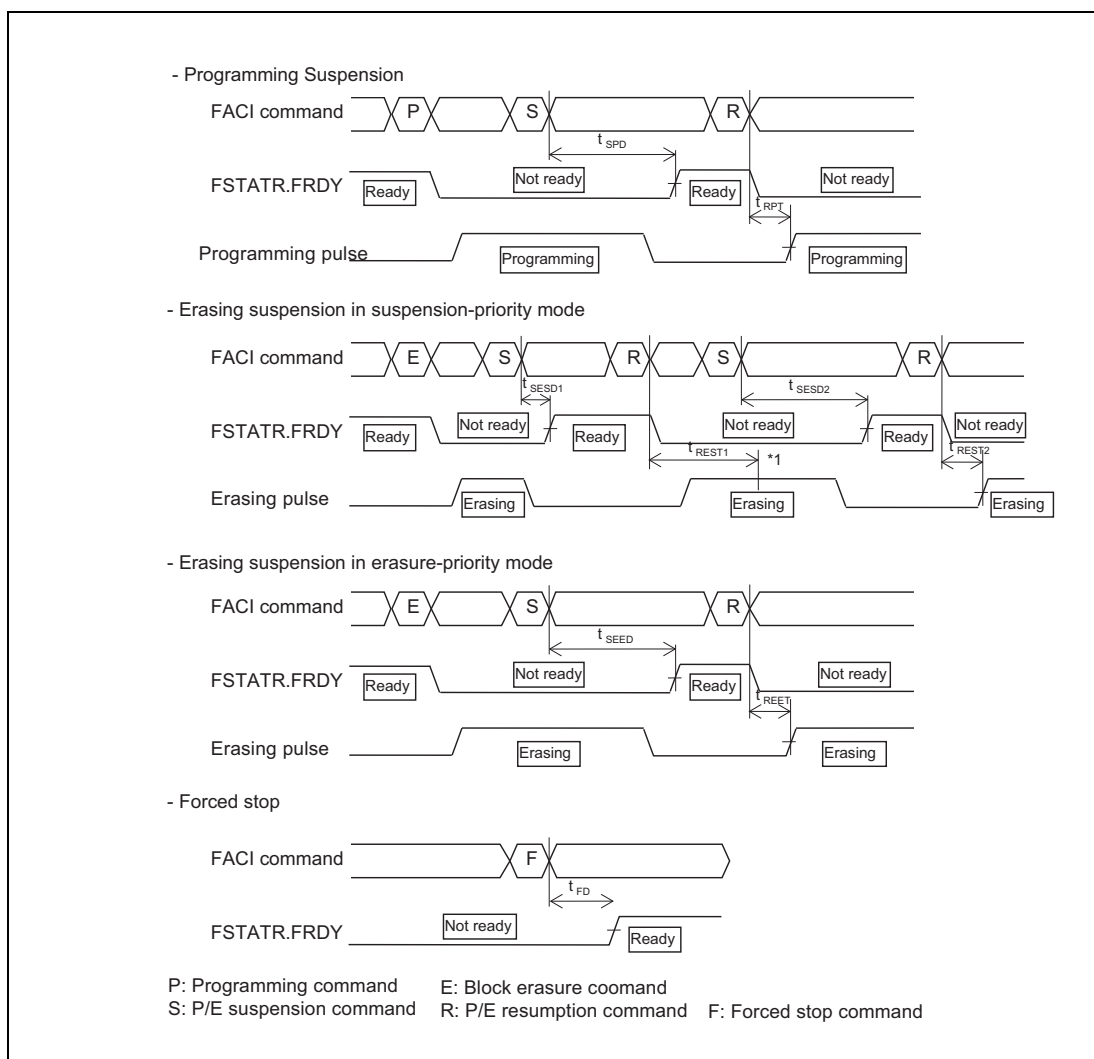 - Programming Suspension
FACI command P S R
t SPD
FSTATR.FRDY Ready Not ready Ready Not ready
t RPT
Programming pulse Programming Programming
- Erasing suspension in suspension-priority mode
FACI command E S R S R
t SESD1 t SESD2
FSTATR.FRDY Ready Not ready Ready Not ready Ready Not ready
t REST1 *1 t REST2
Erasing pulse Erasing Erasing Erasing
- Erasing suspension in erasure-priority mode
FACI command E S R
t SEED
FSTATR.FRDY Ready Not ready Ready Not ready
t REET
Erasing pulse Erasing Erasing
- Forced stop
FACI command F
t FD
FSTATR.FRDY Not ready Ready
P: Programming command E: Block erasure coomand
S: P/E suspension command R: P/E resumption command F: Forced stop command